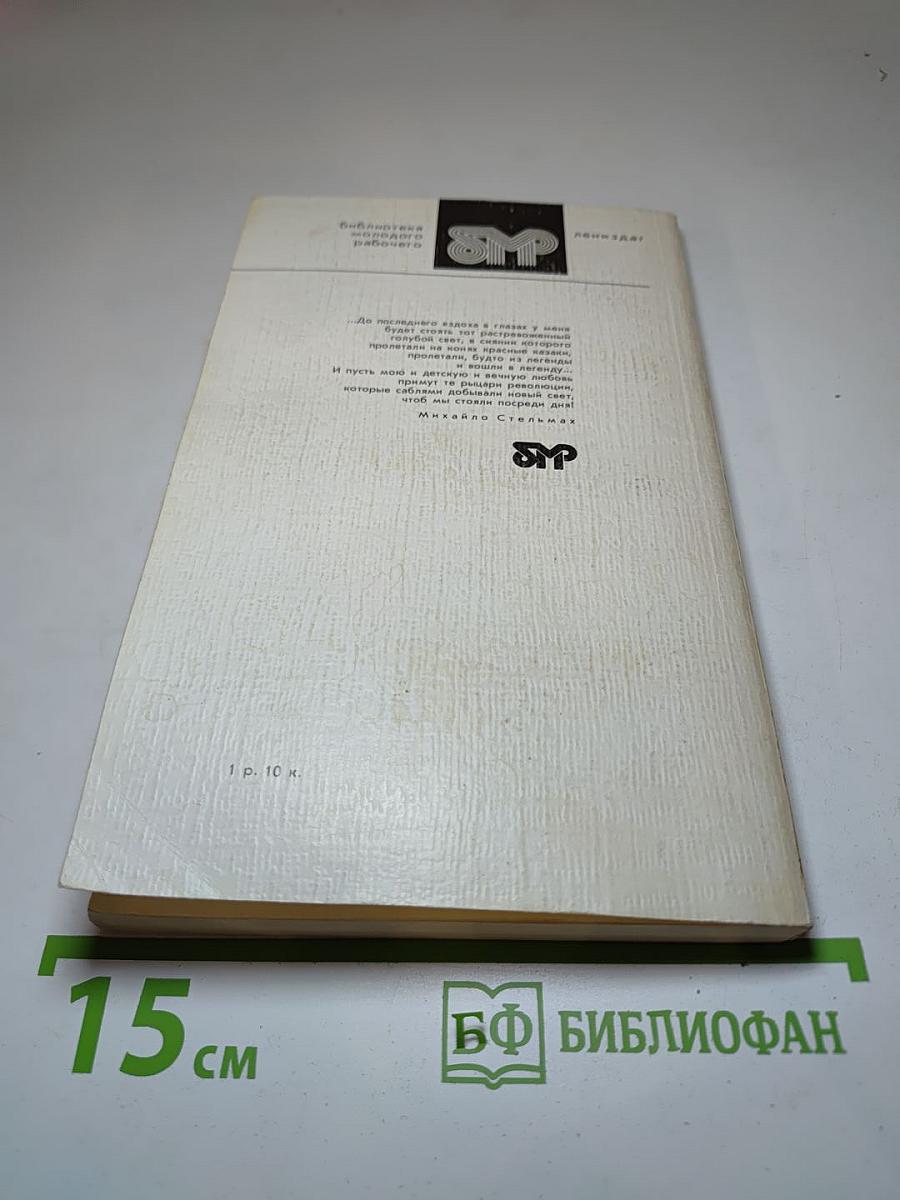 библиотека
молодого
рабочего
БМР
лениздат
...До последнего вздоха в глазах у меня
будет стоять тот растревоженный
голубой свет, в сиянии которого
пролетали на конях красные казаки,
пролетали, будто из легенды
и вошли в легенду...
И пусть мою и детскую и вечную любовь
примут те рыцари революции,
которые саблями добывали новый свет,
чтоб мы стояли посреди дня!
Михайло Стельмах
БМР
1 р. 10 к.
15 см
БФ БИБЛИОФАН